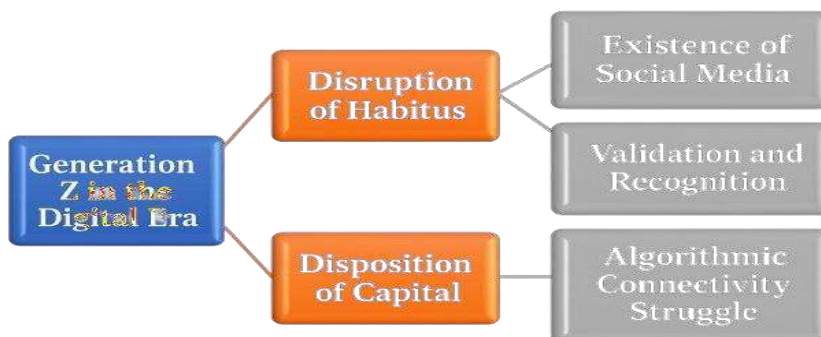 Generation
Z in the
Digital Era
Disruption
of Habitus
Existence of
Social Media
Validation and
Recognition
Disposition
of Capital
Algorithmic
Connectivity
Struggle